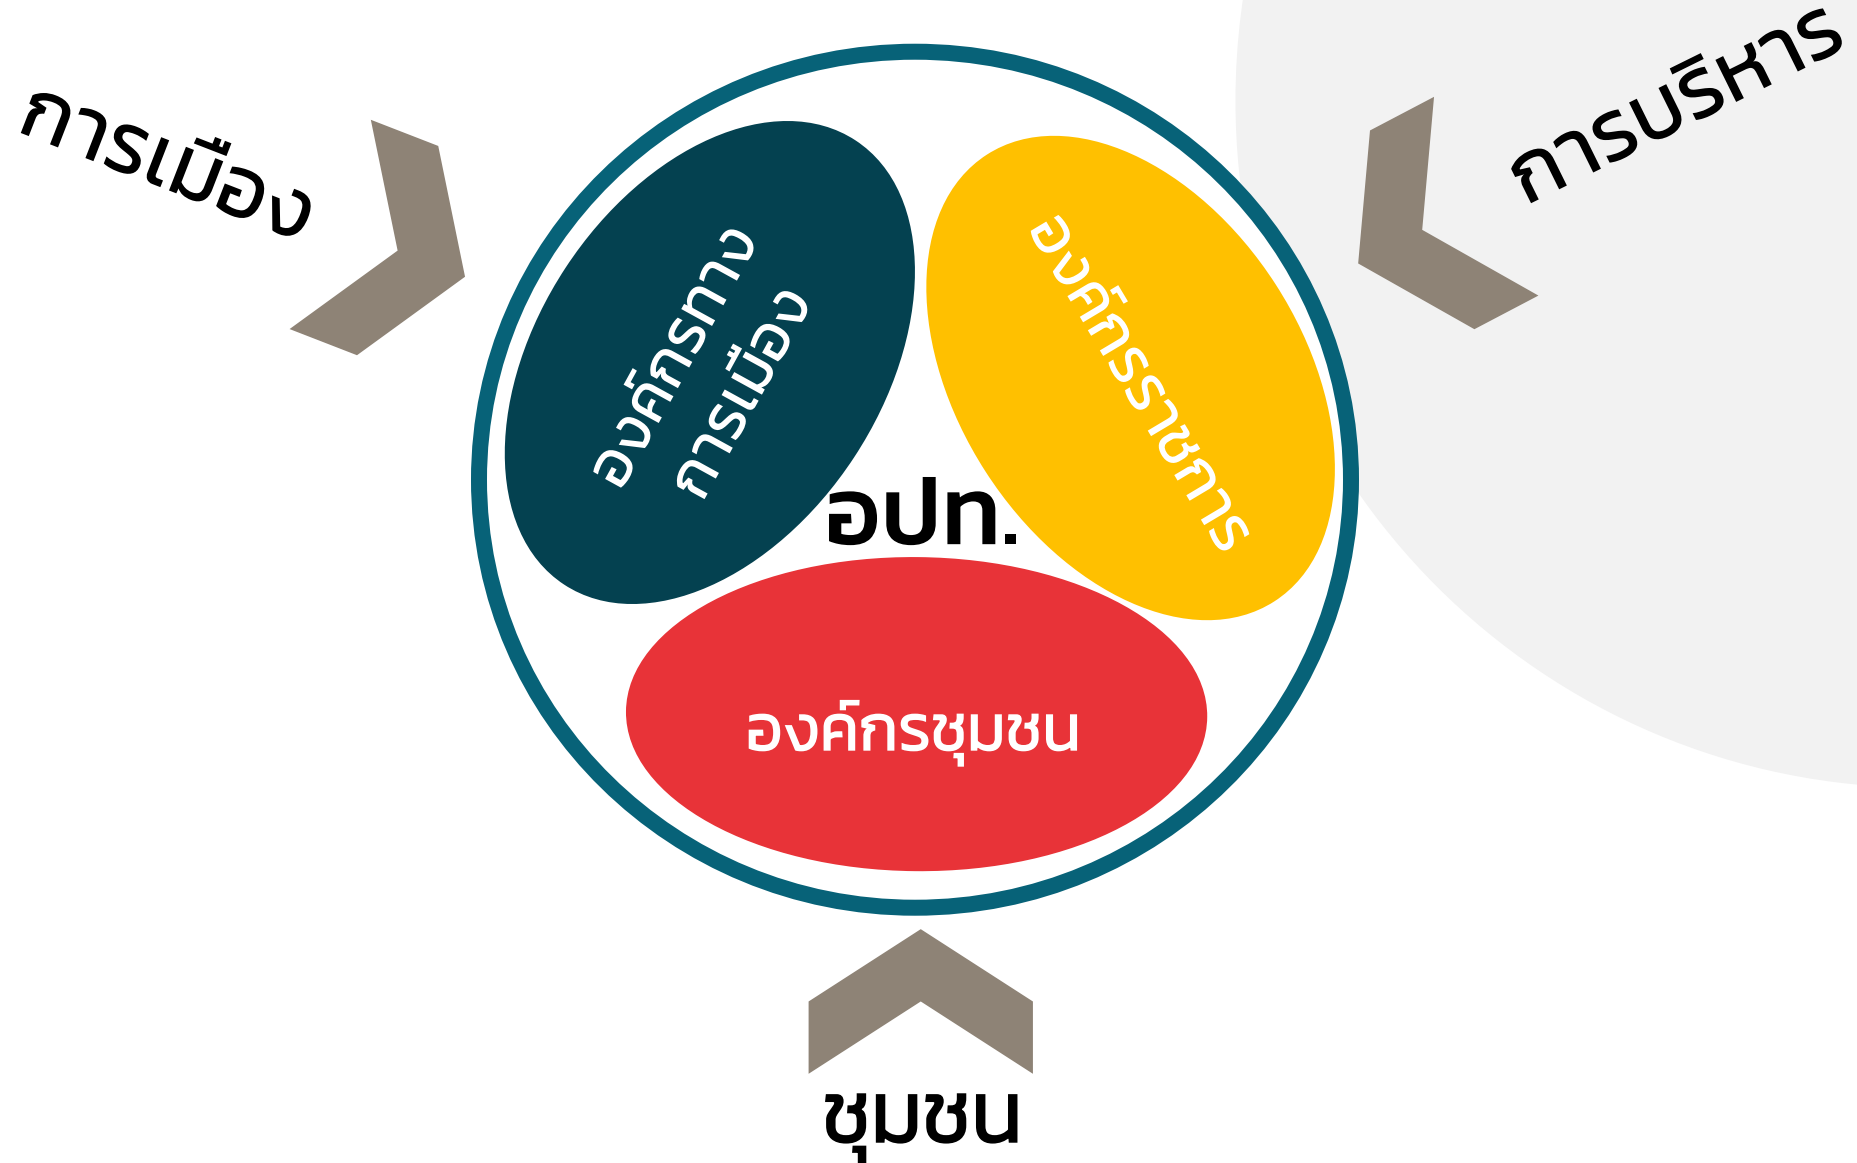 การเมือง
การบริหาร
องค์กรทาง
การเมือง
องค์กรราชการ
อปท.
องค์กรชุมชน
ชุมชน